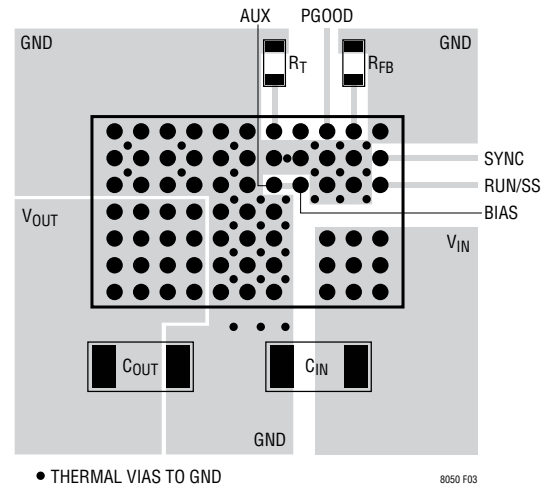 AUX PGOOD
GND GND
RT RFB
SYNC
RUN/SS
BIAS
VOUT VIN
COUT CIN
GND
● THERMAL VIAS TO GND
8050 F03